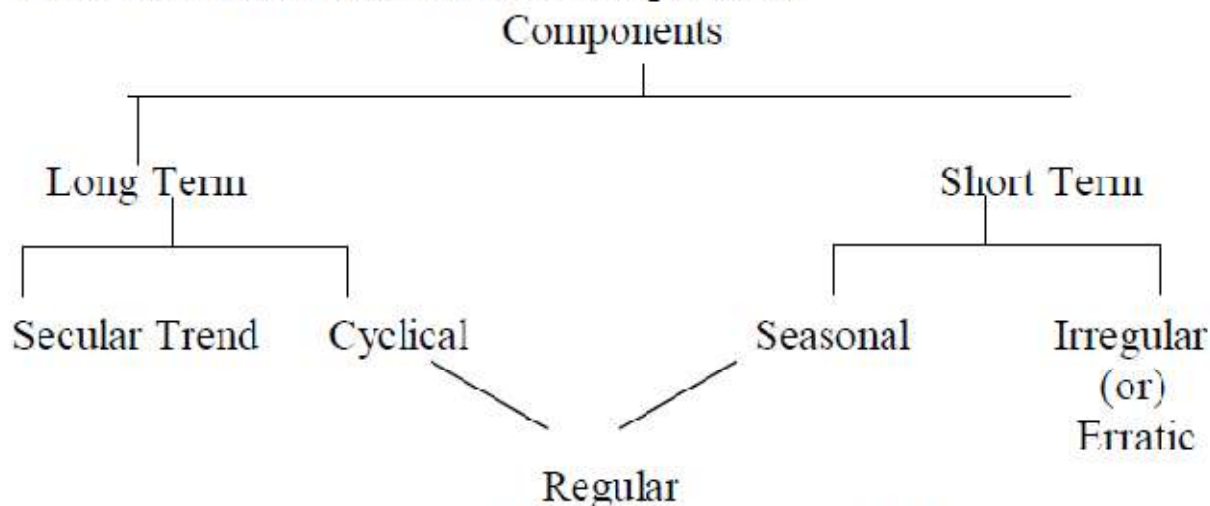 Components
Long Term
Short Term
Secular Trend
Cyclical
Seasonal
Irregular
(or)
Erratic
Regular